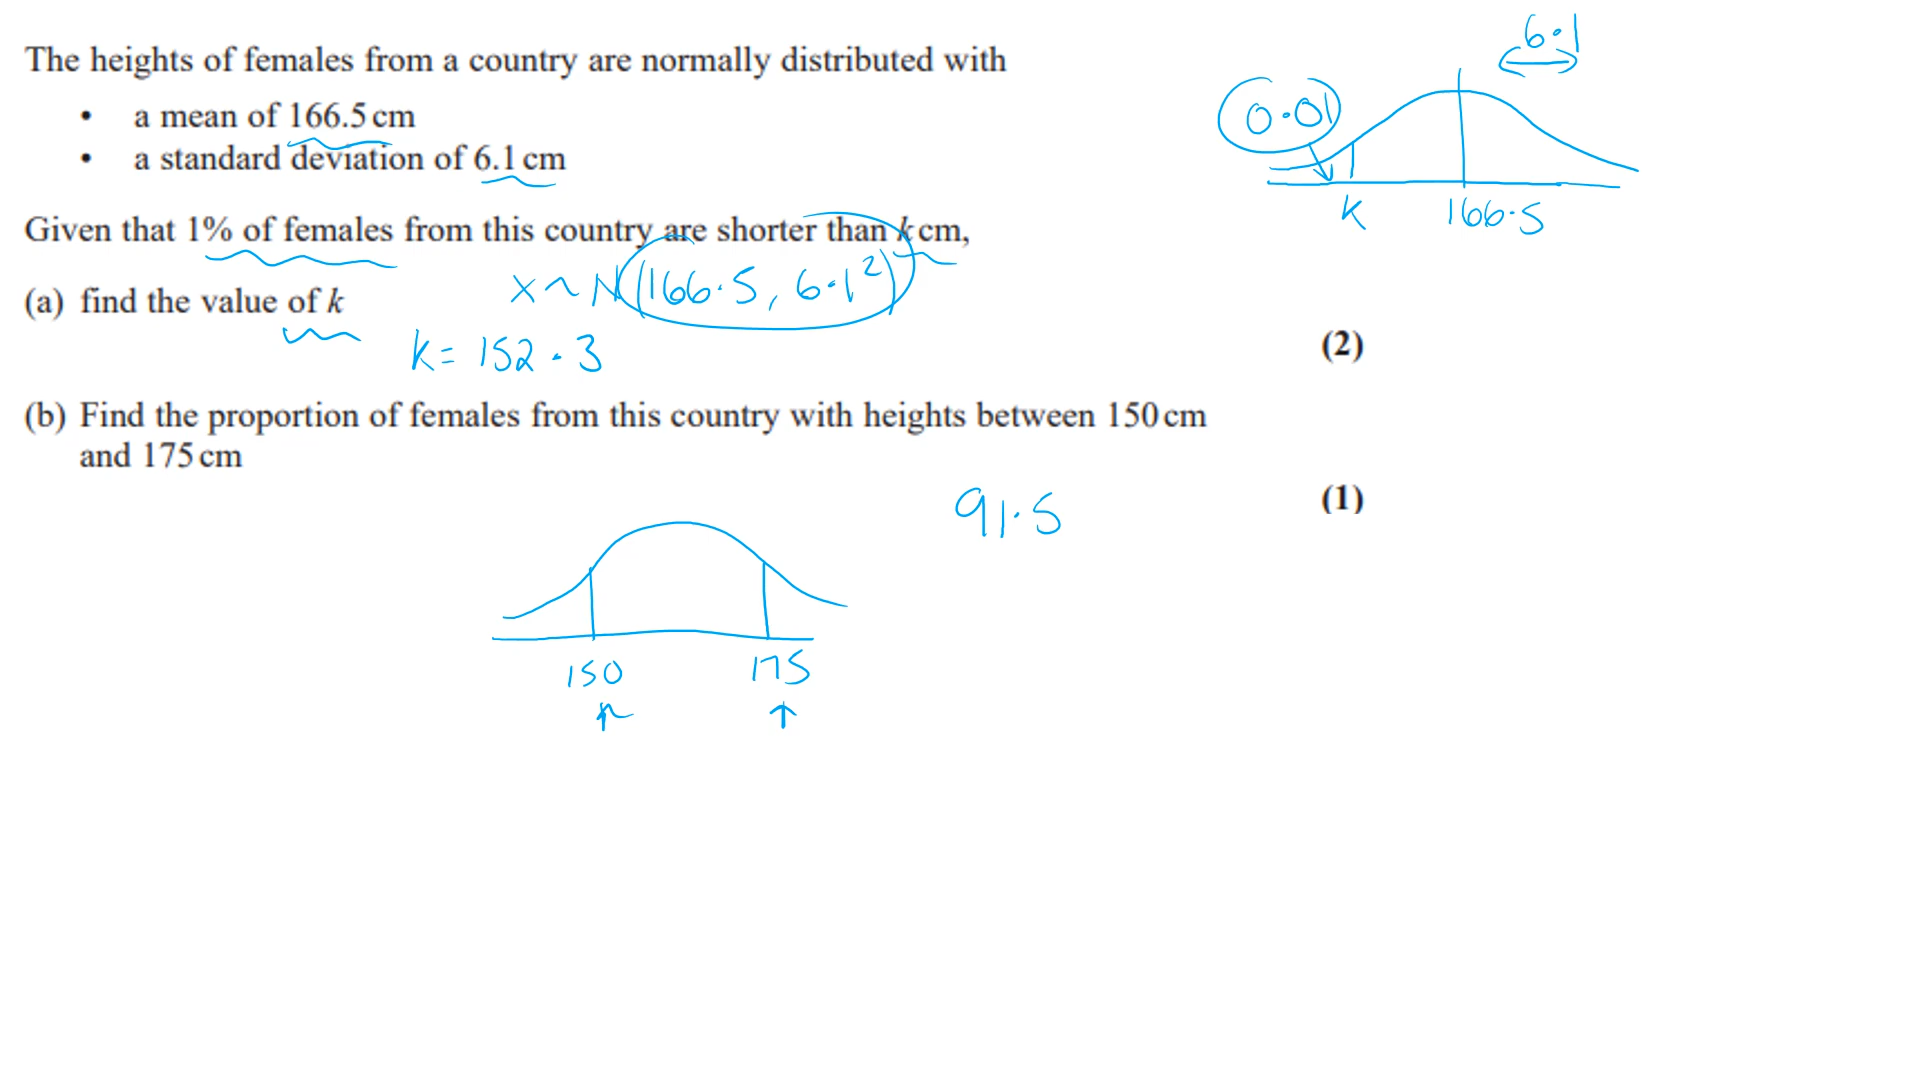 The heights of females from a country are normally distributed with
• a mean of 166.5 cm
• a standard deviation of 6.1 cm
6.1
0.01
K 166.5
Given that 1% of females from this country are shorter than k cm,
(a) find the value of k
X ~ N(166.5, 6.1²)
k = 152.3
(2)
(b) Find the proportion of females from this country with heights between 150 cm
and 175 cm
(1)
91.5
150 175